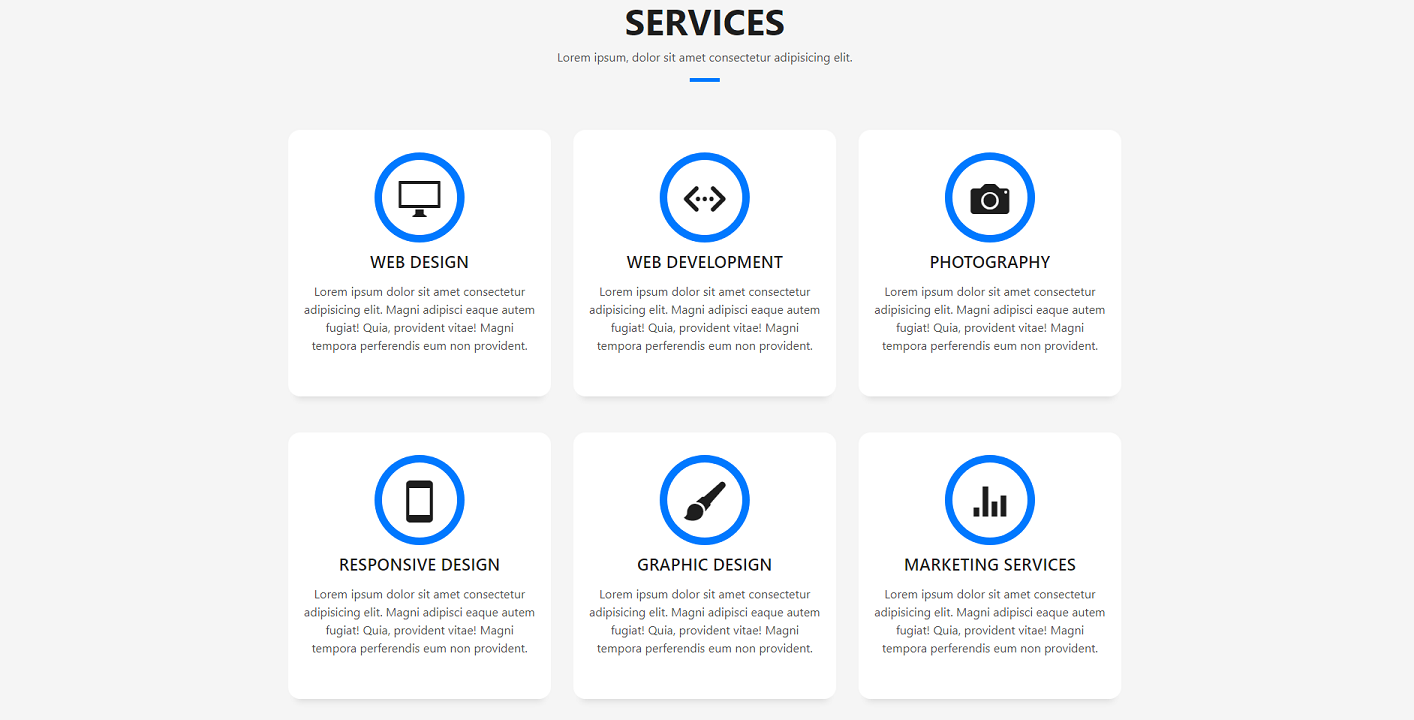 SERVICES
Lorem ipsum, dolor sit amet consectetur adipisicing elit.
WEB DESIGN
Lorem ipsum dolor sit amet consectetur
adipisicing elit. Magni adipisci eaque autem
fugiat! Quia, provident vitae! Magni
tempora perferendis eum non provident.
WEB DEVELOPMENT
Lorem ipsum dolor sit amet consectetur
adipisicing elit. Magni adipisci eaque autem
fugiat! Quia, provident vitae! Magni
tempora perferendis eum non provident.
PHOTOGRAPHY
Lorem ipsum dolor sit amet consectetur
adipisicing elit. Magni adipisci eaque autem
fugiat! Quia, provident vitae! Magni
tempora perferendis eum non provident.
RESPONSIVE DESIGN
Lorem ipsum dolor sit amet consectetur
adipisicing elit. Magni adipisci eaque autem
fugiat! Quia, provident vitae! Magni
tempora perferendis eum non provident.
GRAPHIC DESIGN
Lorem ipsum dolor sit amet consectetur
adipisicing elit. Magni adipisci eaque autem
fugiat! Quia, provident vitae! Magni
tempora perferendis eum non provident.
MARKETING SERVICES
Lorem ipsum dolor sit amet consectetur
adipisicing elit. Magni adipisci eaque autem
fugiat! Quia, provident vitae! Magni
tempora perferendis eum non provident.